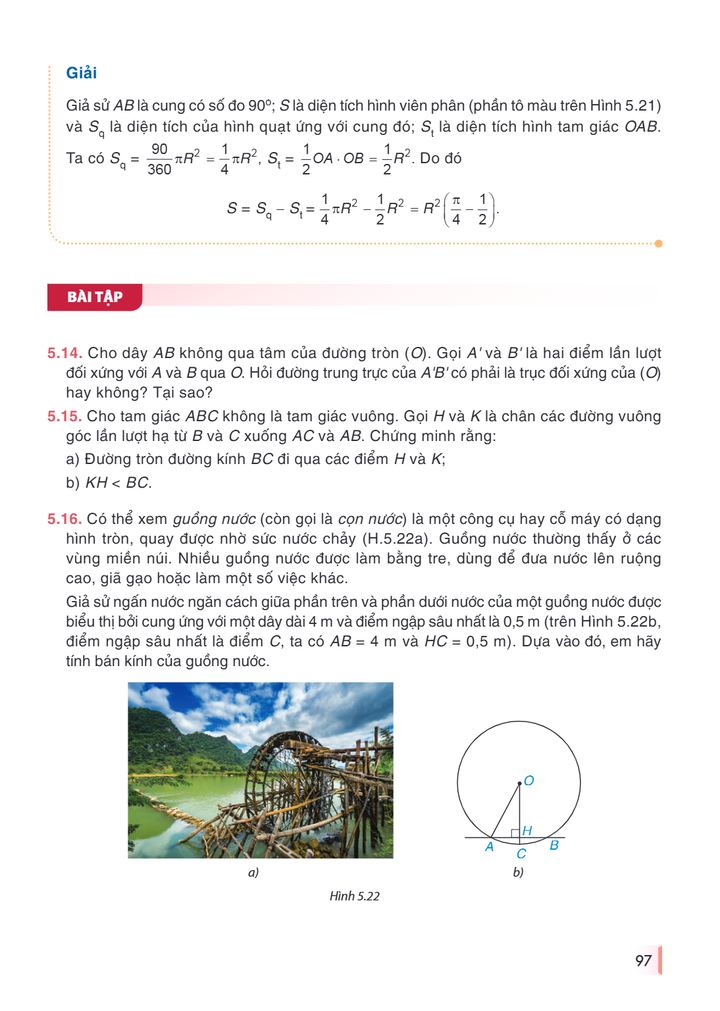 Giải
Giả sử AB là cung có số đo 90º; S là diện tích hình viên phân (phần tô màu trên Hình 5.21)
và S_q là diện tích của hình quạt ứng với cung đó; S_t là diện tích hình tam giác OAB.
Ta có S_q = 90/360 πR² = 1/4 πR², S_t = 1/2 OA · OB = 1/2 R². Do đó
S = S_q − S_t = 1/4 πR² − 1/2 R² = R² (π/4 − 1/2).
BÀI TẬP
5.14. Cho dây AB không qua tâm của đường tròn (O). Gọi A' và B' là hai điểm lần lượt
đối xứng với A và B qua O. Hỏi đường trung trực của A'B' có phải là trục đối xứng của (O)
hay không? Tại sao?
5.15. Cho tam giác ABC không là tam giác vuông. Gọi H và K là chân các đường vuông
góc lần lượt hạ từ B và C xuống AC và AB. Chứng minh rằng:
a) Đường tròn đường kính BC đi qua các điểm H và K;
b) KH < BC.
5.16. Có thể xem guồng nước (còn gọi là cọn nước) là một công cụ hay cỗ máy có dạng
hình tròn, quay được nhờ sức nước chảy (H.5.22a). Guồng nước thường thấy ở các
vùng miền núi. Nhiều guồng nước được làm bằng tre, dùng để đưa nước lên ruộng
cao, giã gạo hoặc làm một số việc khác.
Giả sử ngấn nước ngăn cách giữa phần trên và phần dưới nước của một guồng nước được
biểu thị bởi cung ứng với một dây dài 4 m và điểm ngập sâu nhất là 0,5 m (trên Hình 5.22b,
điểm ngập sâu nhất là điểm C, ta có AB = 4 m và HC = 0,5 m). Dựa vào đó, em hãy
tính bán kính của guồng nước.
O
H
A
C
B
a)
b)
Hình 5.22
97